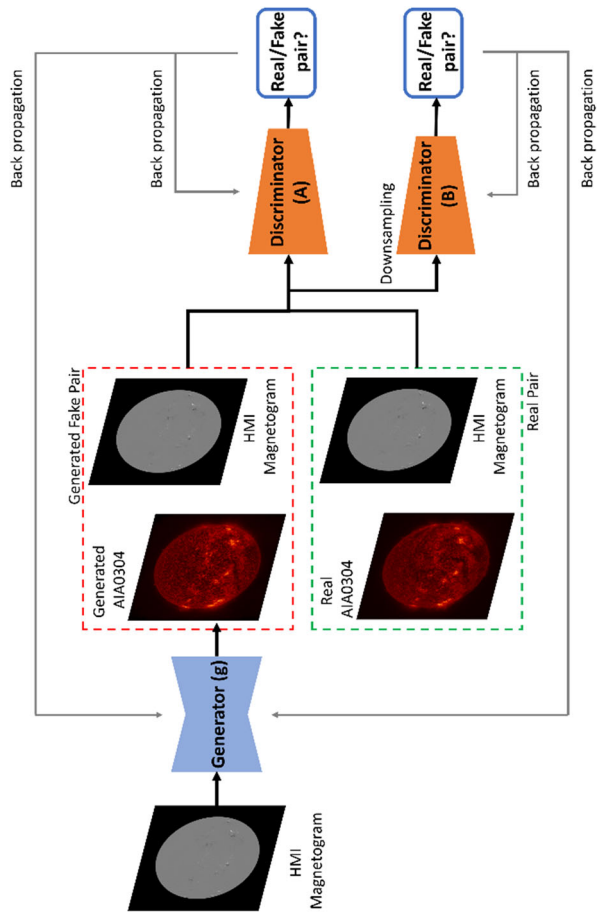 Back propagation
Back propagation
Real/Fake
pair?
Discriminator
(A)
Generated Fake Pair
HMI
Magnetogram
Generated
AIA0304
Generator (g)
HMI
Magnetogram
Real/Fake
pair?
Discriminator
(B)
Downsampling
Real
AIA0304
HMI
Magnetogram
Real Pair
Back propagation
Back propagation